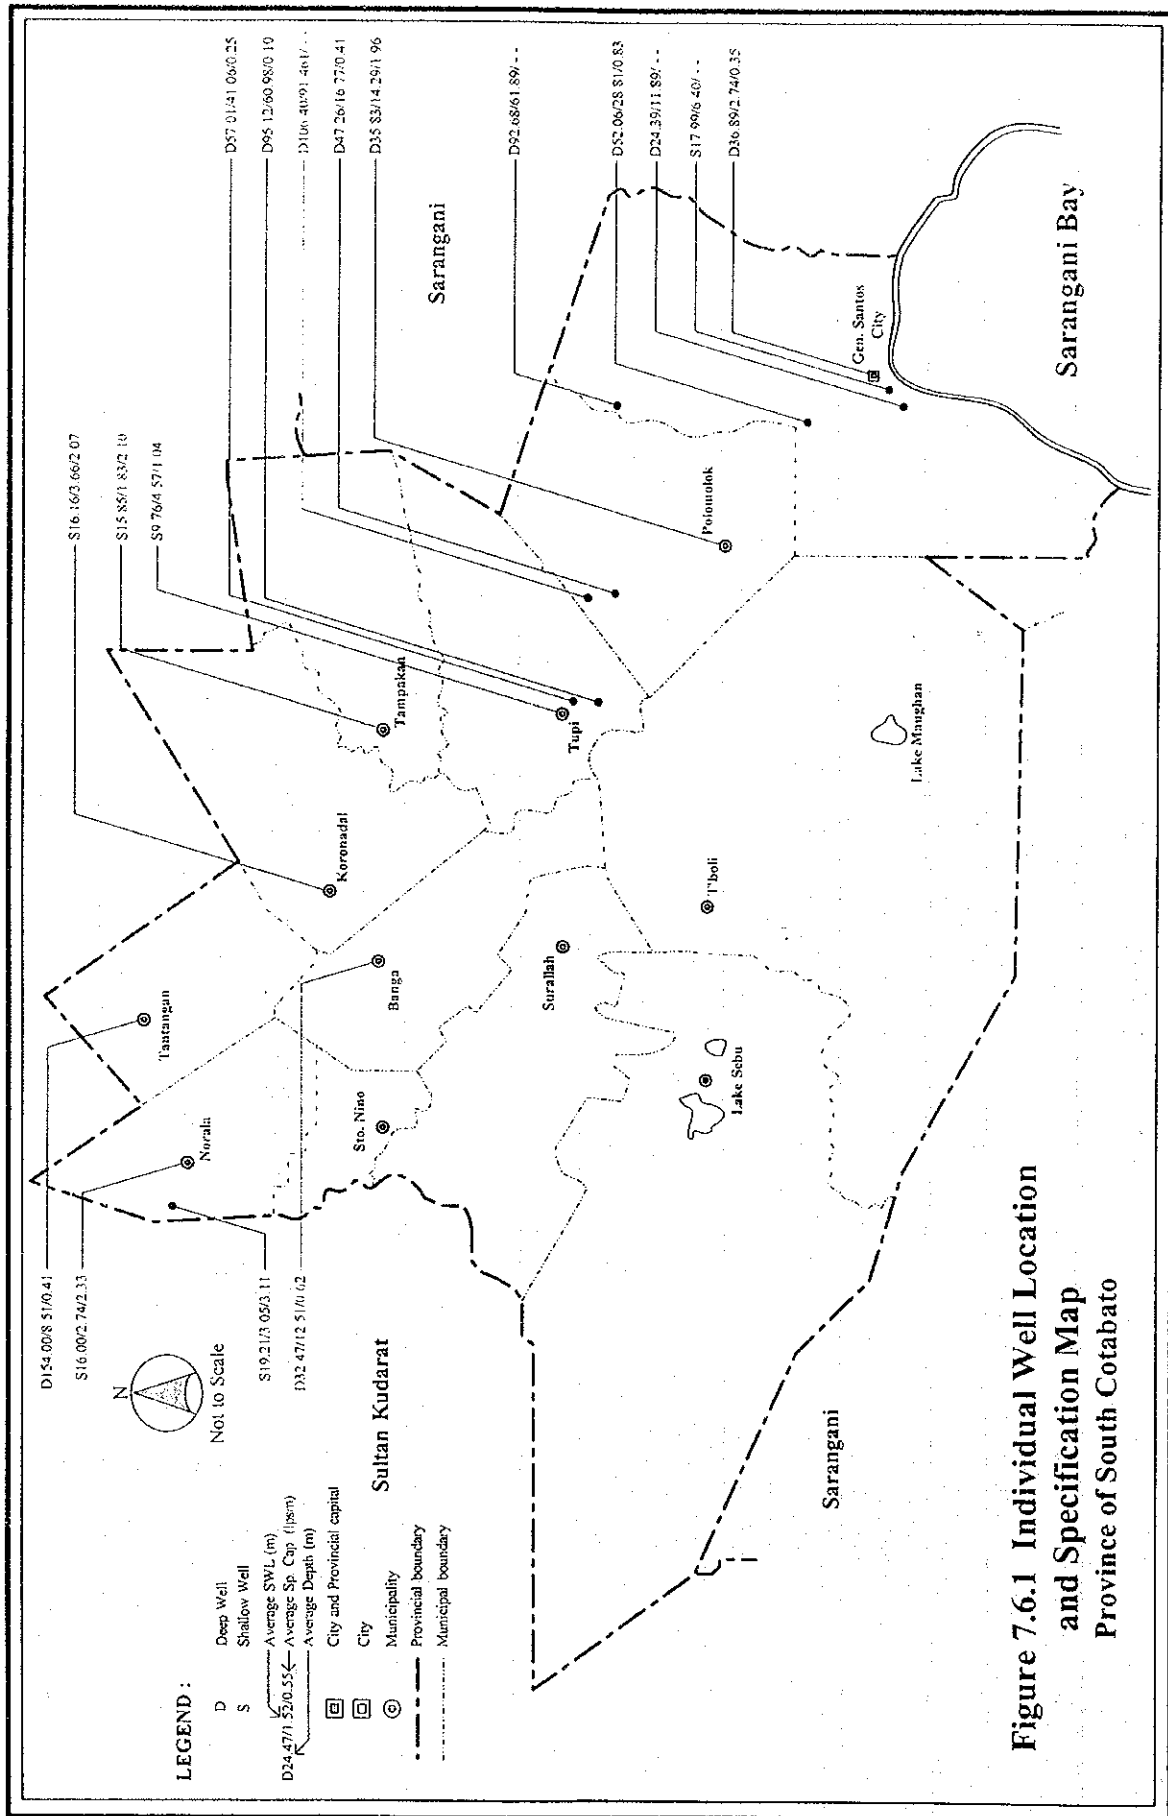 D154.00/8 51/0.41
S16.00/2.74/2.33
S16.16/3.66/2 07
S15 85/1 83/2 10
S9 76/4 57/1 04
D57 01/41 06/0.25
D95 12/60.98/0 10
D106 40/91 461/ - -
D47 26/16 77/0.41
D35 83/14.29/1 96
D92.68/61.89/ - -
D52.06/28 81/0.83
D24.39/11.89/ - -
S17 99/6 40/ - -
D36.89/2.74/0.35
S19.21/3 05/3.11
D32 47/12 51/0 62
N
Not to Scale
LEGEND :
D Deep Well
S Shallow Well
D24.47/1.52/0.55
Average SWL (m)
Average Sp. Cap (lpsm)
Average Depth (m)
City and Provincial capital
City
Municipality
Provincial boundary
Municipal boundary
Sultan Kudarat
Sarangani
Sarangani
Sarangani Bay
Norala
Tantangan
Sto. Nino
Banga
Koronadal
Tampakan
Tupi
Surallah
Lake Sebu
T'boli
Lake Maughan
Polomolok
Gen. Santos
City
Figure 7.6.1 Individual Well Location
and Specification Map
Province of South Cotabato